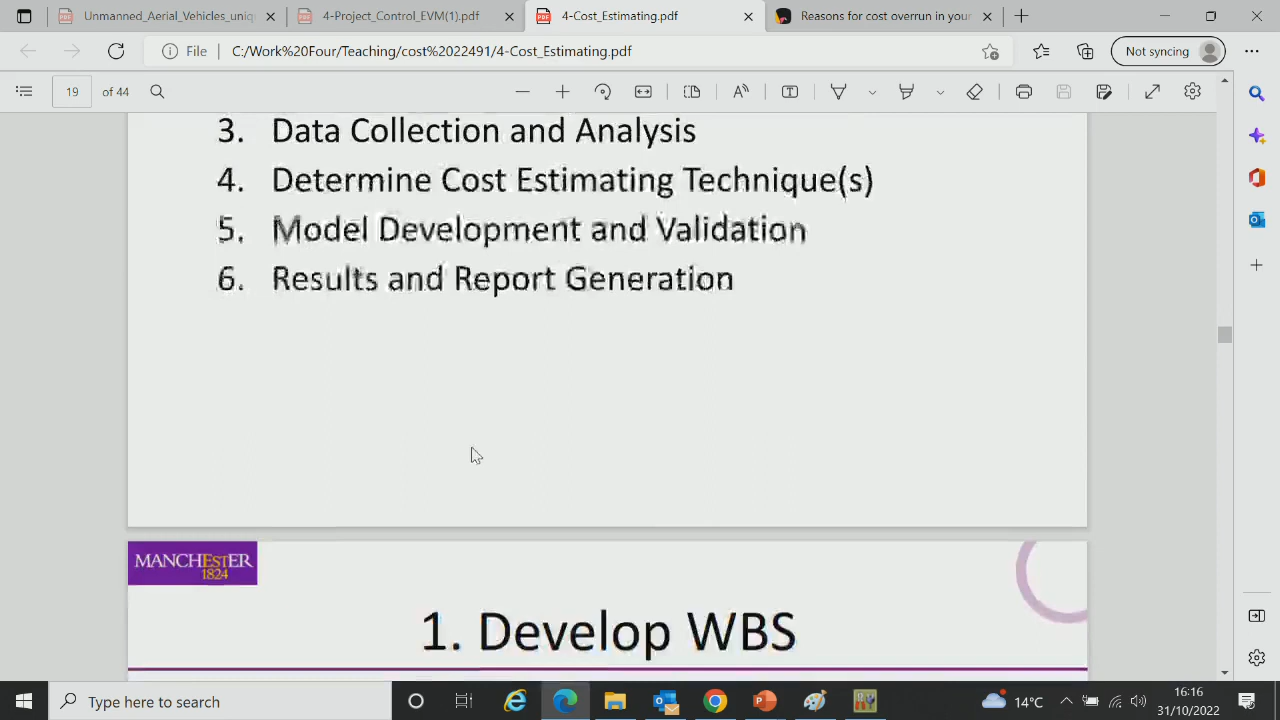 Unmanned_Aerial_Vehicles_uniq
4-Project_Control_EVM(1).pdf
4-Cost_Estimating.pdf
Reasons for cost overrun in your
File
C:/Work%20Four/Teaching/cost%2022491/4-Cost_Estimating.pdf
Not syncing
19 of 44
3. Data Collection and Analysis
4. Determine Cost Estimating Technique(s)
5. Model Development and Validation
6. Results and Report Generation
MANCHESTER
1824
1. Develop WBS
Type here to search
14°C
16:16
31/10/2022